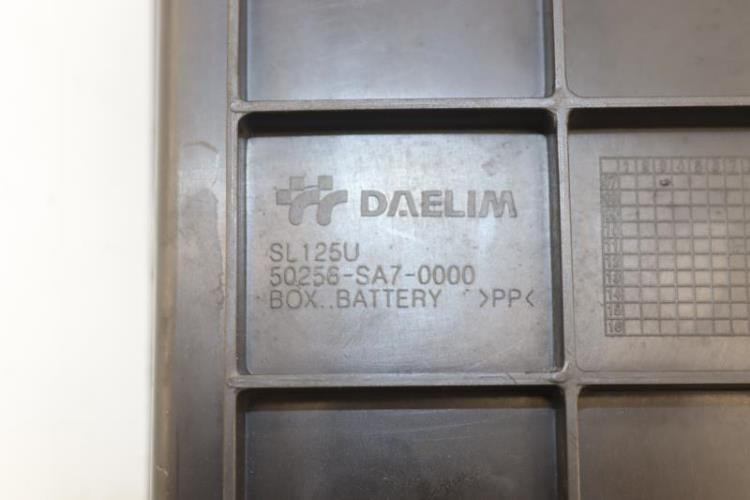 DAELIM
SL125U
50256-SA7-0000
BOX..BATTERY >PP<